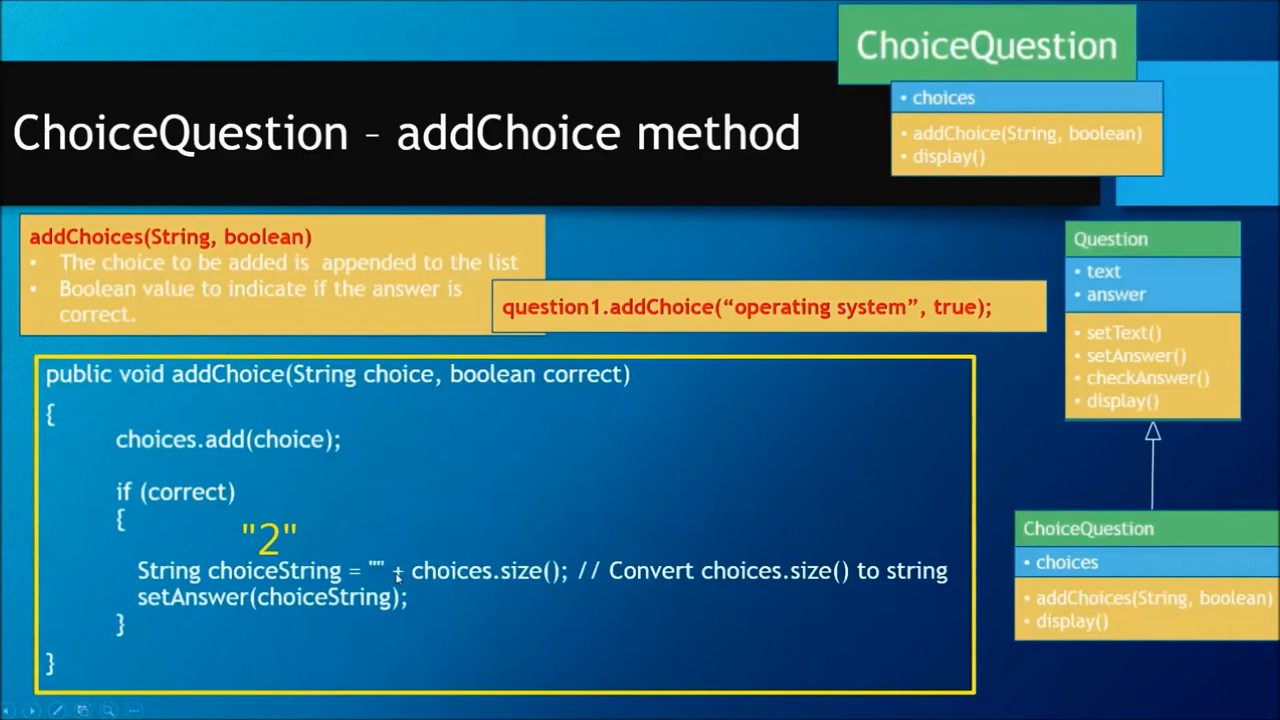 ChoiceQuestion
• choices
• addChoice(String, boolean)
• display()
ChoiceQuestion – addChoice method
addChoices(String, boolean)
• The choice to be added is appended to the list
• Boolean value to indicate if the answer is
correct.
question1.addChoice(“operating system”, true);
Question
• text
• answer
• setText()
• setAnswer()
• checkAnswer()
• display()
public void addChoice(String choice, boolean correct)
{
choices.add(choice);
if (correct)
{
"2"
String choiceString = "" + choices.size(); // Convert choices.size() to string
setAnswer(choiceString);
}
}
ChoiceQuestion
• choices
• addChoices(String, boolean)
• display()